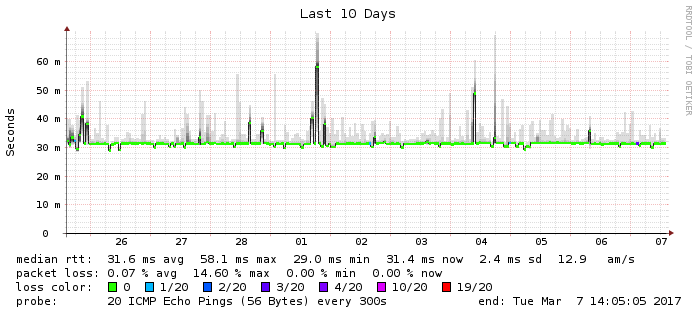 Last 10 Days
RRDTOOL / TOBI OETIKER
Seconds
60 m
50 m
40 m
30 m
20 m
10 m
0
26 27 28 01 02 03 04 05 06 07
median rtt: 31.6 ms avg 58.1 ms max 29.0 ms min 31.4 ms now 2.4 ms sd 12.9 am/s
packet loss: 0.07 % avg 14.60 % max 0.00 % min 0.00 % now
loss color: 0 1/20 2/20 3/20 4/20 10/20 19/20
probe: 20 ICMP Echo Pings (56 Bytes) every 300s end: Tue Mar 7 14:05:05 2017